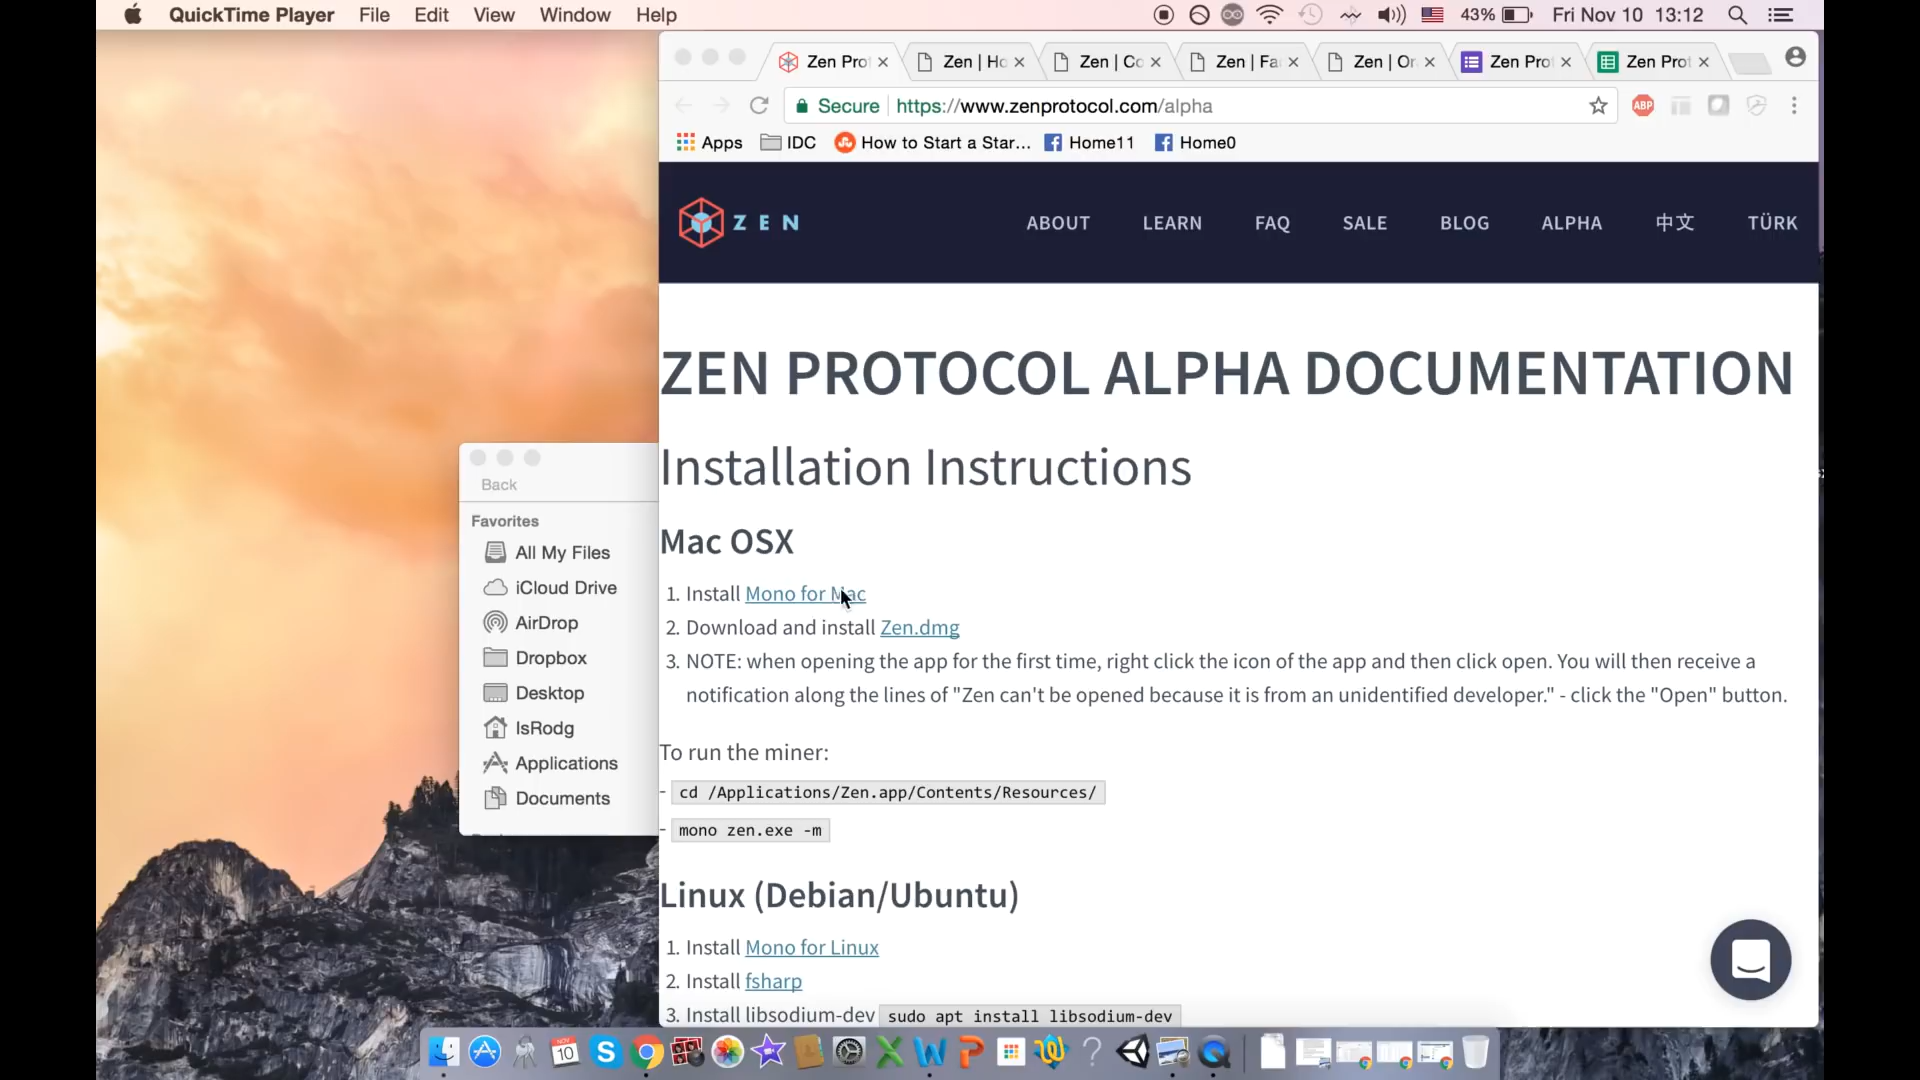 QuickTime Player File Edit View Window Help 43% Fri Nov 10 13:12
Zen Pro Zen | Ho Zen | Co Zen | Fa Zen | Or Zen Pro Zen Prot
Secure https://www.zenprotocol.com/alpha ABP
Apps IDC How to Start a Star... Home11 Home0
ZEN ABOUT LEARN FAQ SALE BLOG ALPHA 中文 TÜRK
ZEN PROTOCOL ALPHA DOCUMENTATION
Installation Instructions
Mac OSX
1. Install Mono for Mac
2. Download and install Zen.dmg
3. NOTE: when opening the app for the first time, right click the icon of the app and then click open. You will then receive a
notification along the lines of "Zen can't be opened because it is from an unidentified developer." - click the "Open" button.
To run the miner:
- cd /Applications/Zen.app/Contents/Resources/
- mono zen.exe -m
Linux (Debian/Ubuntu)
1. Install Mono for Linux
2. Install fsharp
3. Install libsodium-dev sudo apt install libsodium-dev
Back
Favorites
All My Files
iCloud Drive
AirDrop
Dropbox
Desktop
IsRodg
Applications
Documents
NOV
10